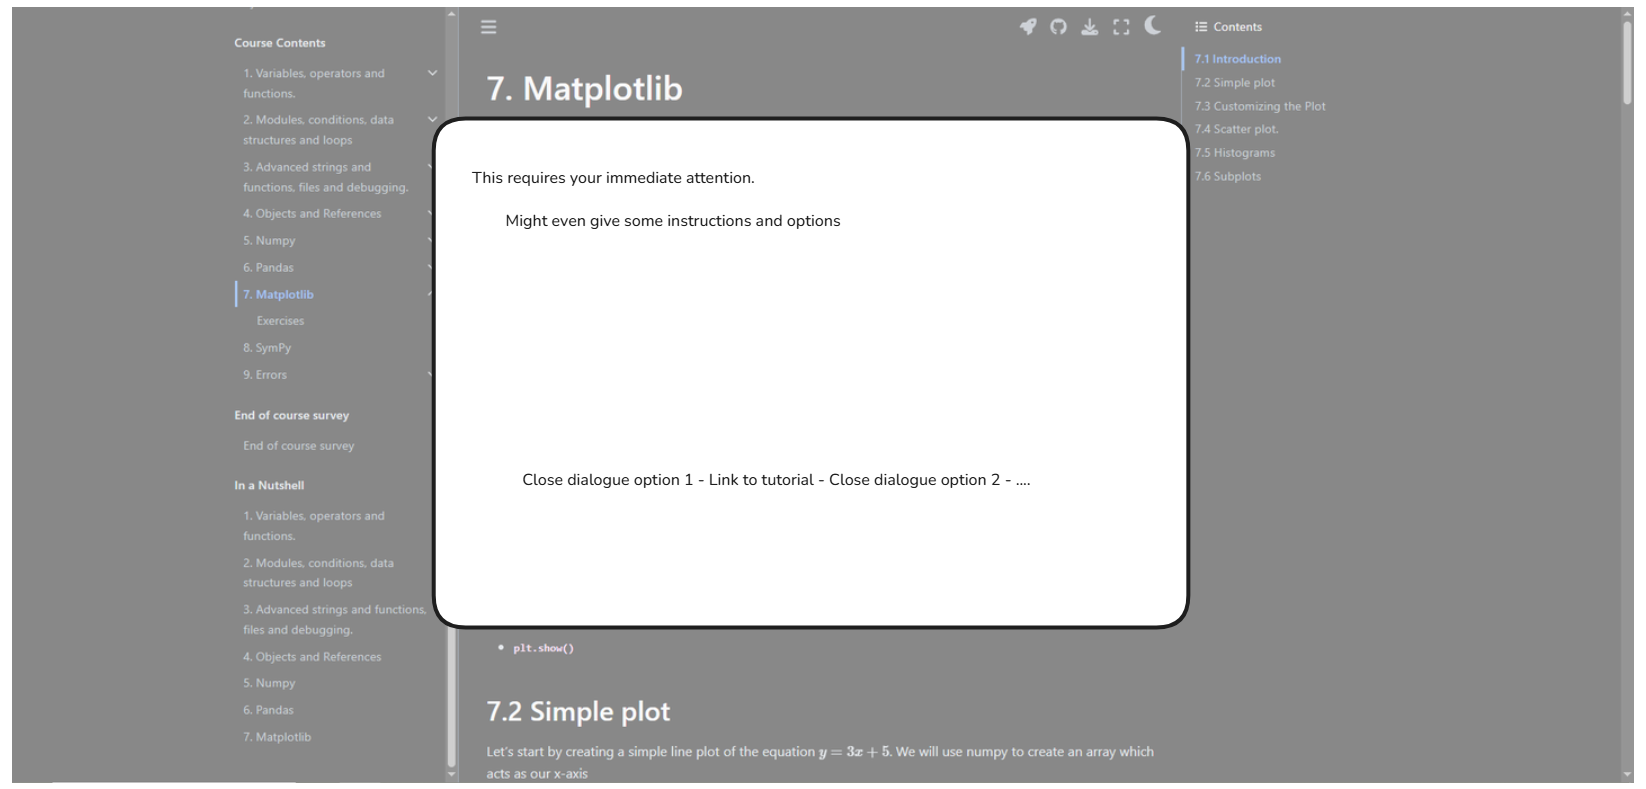 Course Contents
1. Variables, operators and
functions.
2. Modules, conditions, data
structures and loops
3. Advanced strings and
functions, files and debugging.
4. Objects and References
5. Numpy
6. Pandas
7. Matplotlib
Exercises
8. SymPy
9. Errors
End of course survey
End of course survey
In a Nutshell
1. Variables, operators and
functions.
2. Modules, conditions, data
structures and loops
3. Advanced strings and functions,
files and debugging.
4. Objects and References
5. Numpy
6. Pandas
7. Matplotlib
7. Matplotlib
This requires your immediate attention.
Might even give some instructions and options
Close dialogue option 1 - Link to tutorial - Close dialogue option 2 - ....
• plt.show()
7.2 Simple plot
Let's start by creating a simple line plot of the equation y = 3x + 5. We will use numpy to create an array which
acts as our x-axis
Contents
7.1 Introduction
7.2 Simple plot
7.3 Customizing the Plot
7.4 Scatter plot.
7.5 Histograms
7.6 Subplots